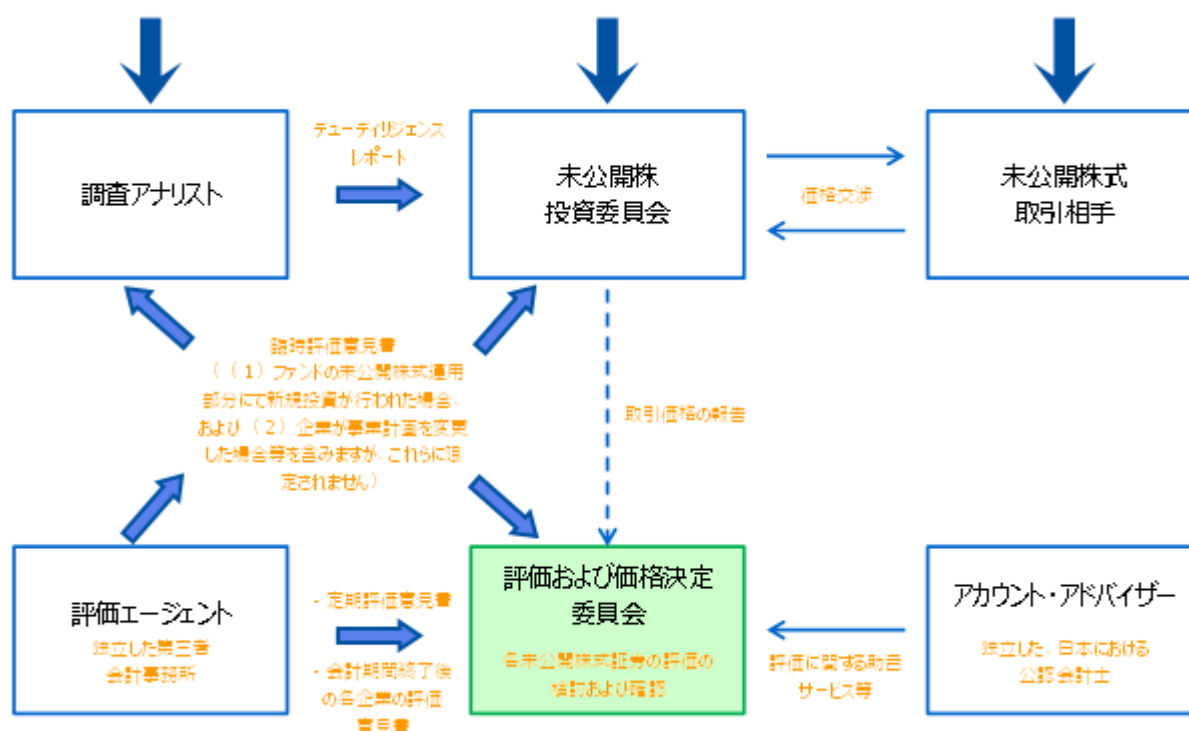 調査アナリスト
デューディリジェンス
レポート
未公開株
投資委員会
価格交渉
未公開株式
取引相手
臨時評価意見書
（（１）ファンドの未公開株式運用
部分にて新規投資が行われた場合、
および（２）企業が事業計画を変更
した場合等を含みますが、これらに限
定されません）
取引価格の報告
評価エージェント
独立した第三者
会計事務所
- 定期評価意見書
- 会計期間終了後
の各企業の評価
意見書
評価および価格決定
委員会
各未公開株式証券の評価の
検討および確認
評価に関する助言
サービス等
アカウント・アドバイザー
独立した、日本における
公認会計士